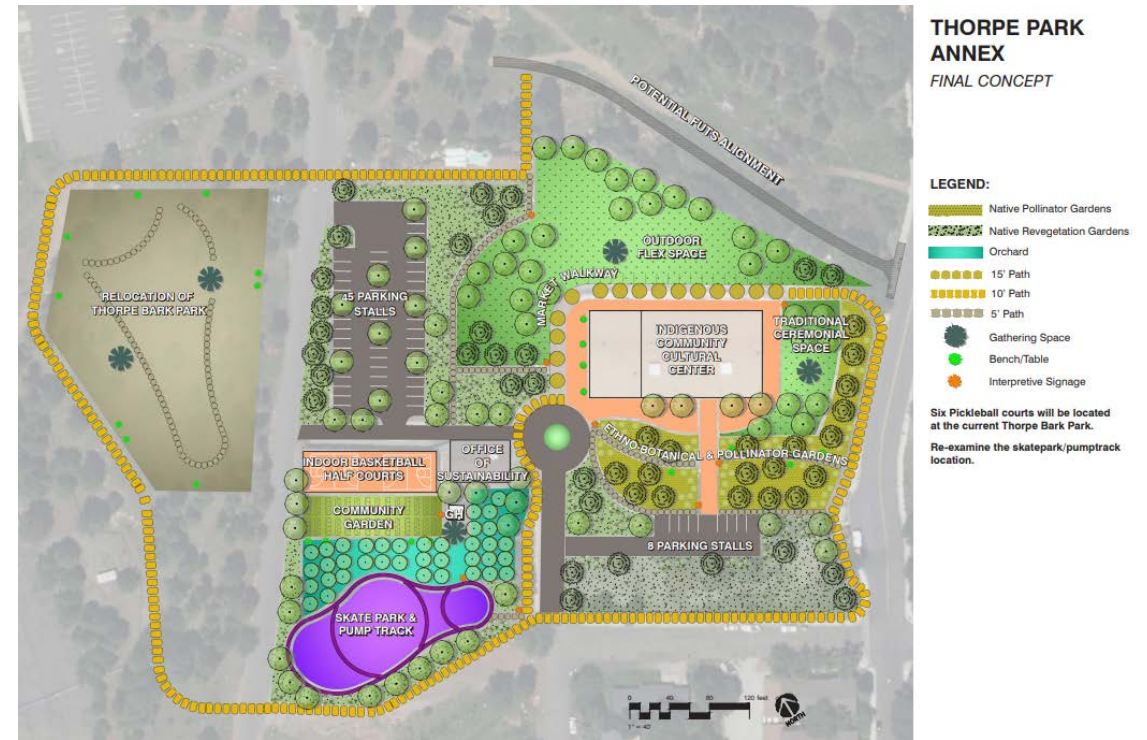 THORPE PARK
ANNEX
FINAL CONCEPT
LEGEND:
Native Pollinator Gardens
Native Revegetation Gardens
Orchard
15' Path
10' Path
5' Path
Gathering Space
Bench/Table
Interpretive Signage
Six Pickleball courts will be located
at the current Thorpe Bark Park.
Re-examine the skatepark/pumptrack
location.
POTENTIAL FUTS ALIGNMENT
OUTDOOR
FLEX SPACE
MARKET WALKWAY
RELOCATION OF
THORPE BARK PARK
45 PARKING
STALLS
INDIGENOUS
COMMUNITY
CULTURAL
CENTER
TRADITIONAL
CEREMONIAL
SPACE
ETHNO-BOTANICAL & POLLINATOR GARDENS
OFFICE
OF
SUSTAINABILITY
INDOOR BASKETBALL
HALF COURTS
COMMUNITY
GARDEN
GH
8 PARKING STALLS
SKATE PARK &
PUMP TRACK
0 40 80 120 feet
1" = 40'
NORTH